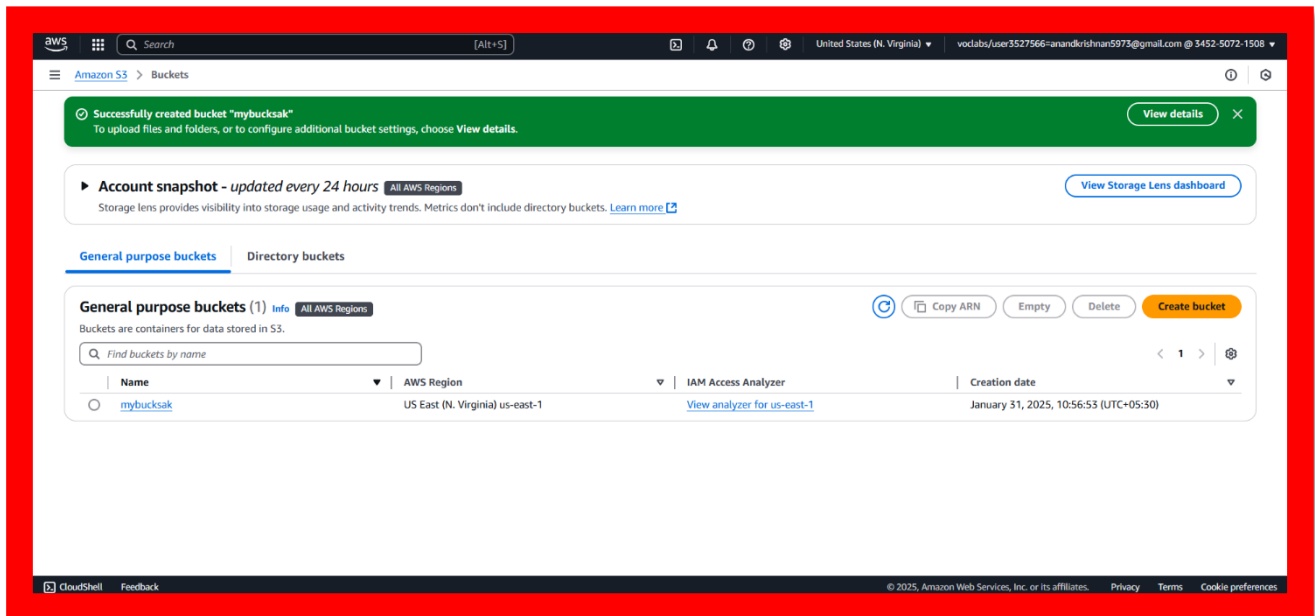 aws Search [Alt+S] United States (N. Virginia) ▼ voclabs/user3527566=anandkrishnan5973@gmail.com @ 3452-5072-1508 ▼
Amazon S3 > Buckets
Successfully created bucket "mybucksak"
To upload files and folders, or to configure additional bucket settings, choose View details.
View details
Account snapshot - updated every 24 hours All AWS Regions
Storage lens provides visibility into storage usage and activity trends. Metrics don't include directory buckets. Learn more
View Storage Lens dashboard
General purpose buckets Directory buckets
General purpose buckets (1) Info All AWS Regions
Copy ARN Empty Delete Create bucket
Buckets are containers for data stored in S3.
Find buckets by name
< 1 >
Name AWS Region IAM Access Analyzer Creation date
mybucksak US East (N. Virginia) us-east-1 View analyzer for us-east-1 January 31, 2025, 10:56:53 (UTC+05:30)
CloudShell Feedback © 2025, Amazon Web Services, Inc. or its affiliates. Privacy Terms Cookie preferences